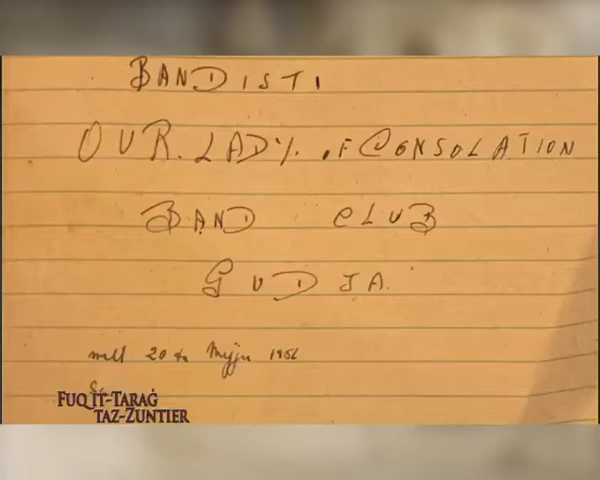 BANDISTI
OUR. LADY. OF CONSOLATION
BAND CLUB
GUDJA.
mill 20 ta Mejju 1956
FUQ IT-TARAĠ
TAZ-ZUNTIER